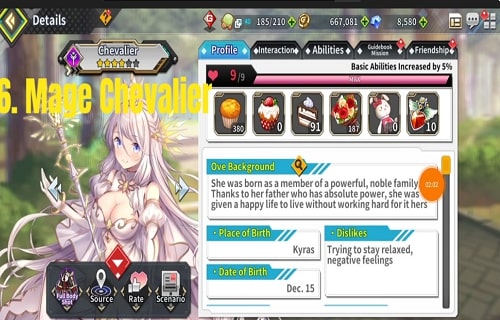 Details
185/210
667,081
8,580
Chevalier
6. Mage Chevalier
Profile
Interaction
Abilities
Guidebook Mission
Friendship
Basic Abilities Increased by 5%
9/9
MAX
380
0
91
187
0
10
Ove Background
She was born as a member of a powerful, noble family
Thanks to her father who has absolute power, she was
given a happy life to live without working hard for it hers
02:02
Place of Birth
Kyras
Dislikes
Trying to stay relaxed,
negative feelings
Date of Birth
Dec. 15
Full Body
Shot
Source
Rate
Scenario